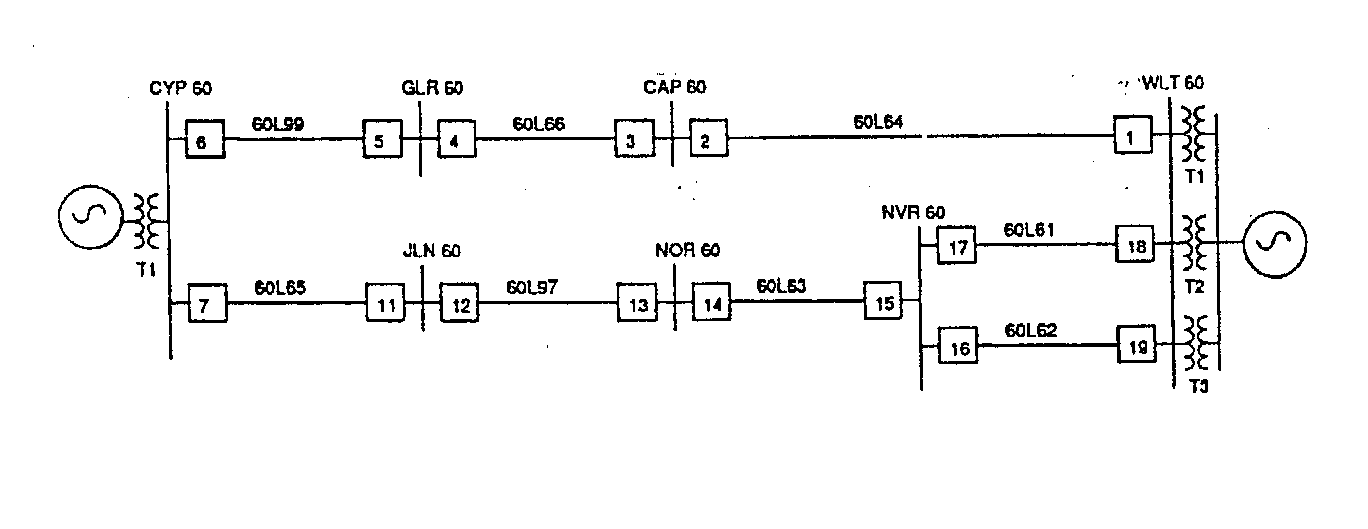 CYP 60 GLR 60 CAP 60 WLT 60
6 60L99 5 4 60L66 3 2 60L64 1
T1
NVR 60
17 60L61 18
T1 JLN 60 NOR 60 T2
7 60L65 11 12 60L97 13 14 60L63 15
16 60L62 19
T3